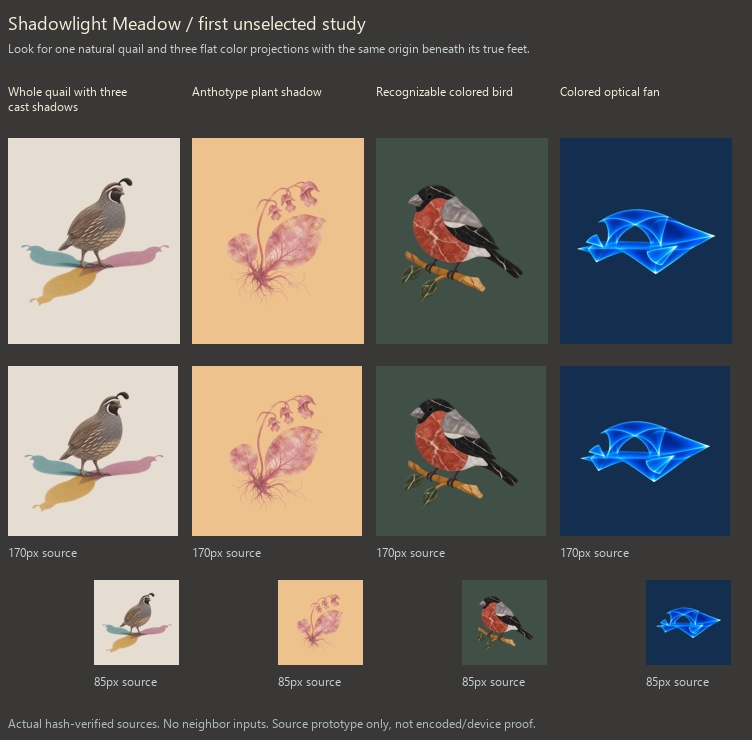 Shadowlight Meadow / first unselected study
Look for one natural quail and three flat color projections with the same origin beneath its true feet.
Whole quail with three
cast shadows
Anthotype plant shadow
Recognizable colored bird
Colored optical fan
170px source
170px source
170px source
170px source
85px source
85px source
85px source
85px source
Actual hash-verified sources. No neighbor inputs. Source prototype only, not encoded/device proof.